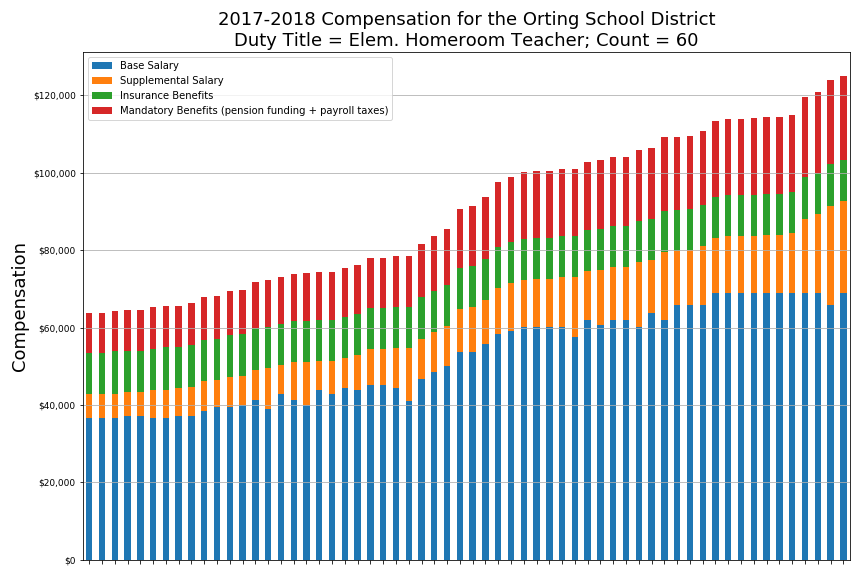 2017-2018 Compensation for the Orting School District
Duty Title = Elem. Homeroom Teacher; Count = 60
Base Salary
Supplemental Salary
Insurance Benefits
Mandatory Benefits (pension funding + payroll taxes)
Compensation
$120,000
$100,000
$80,000
$60,000
$40,000
$20,000
$0